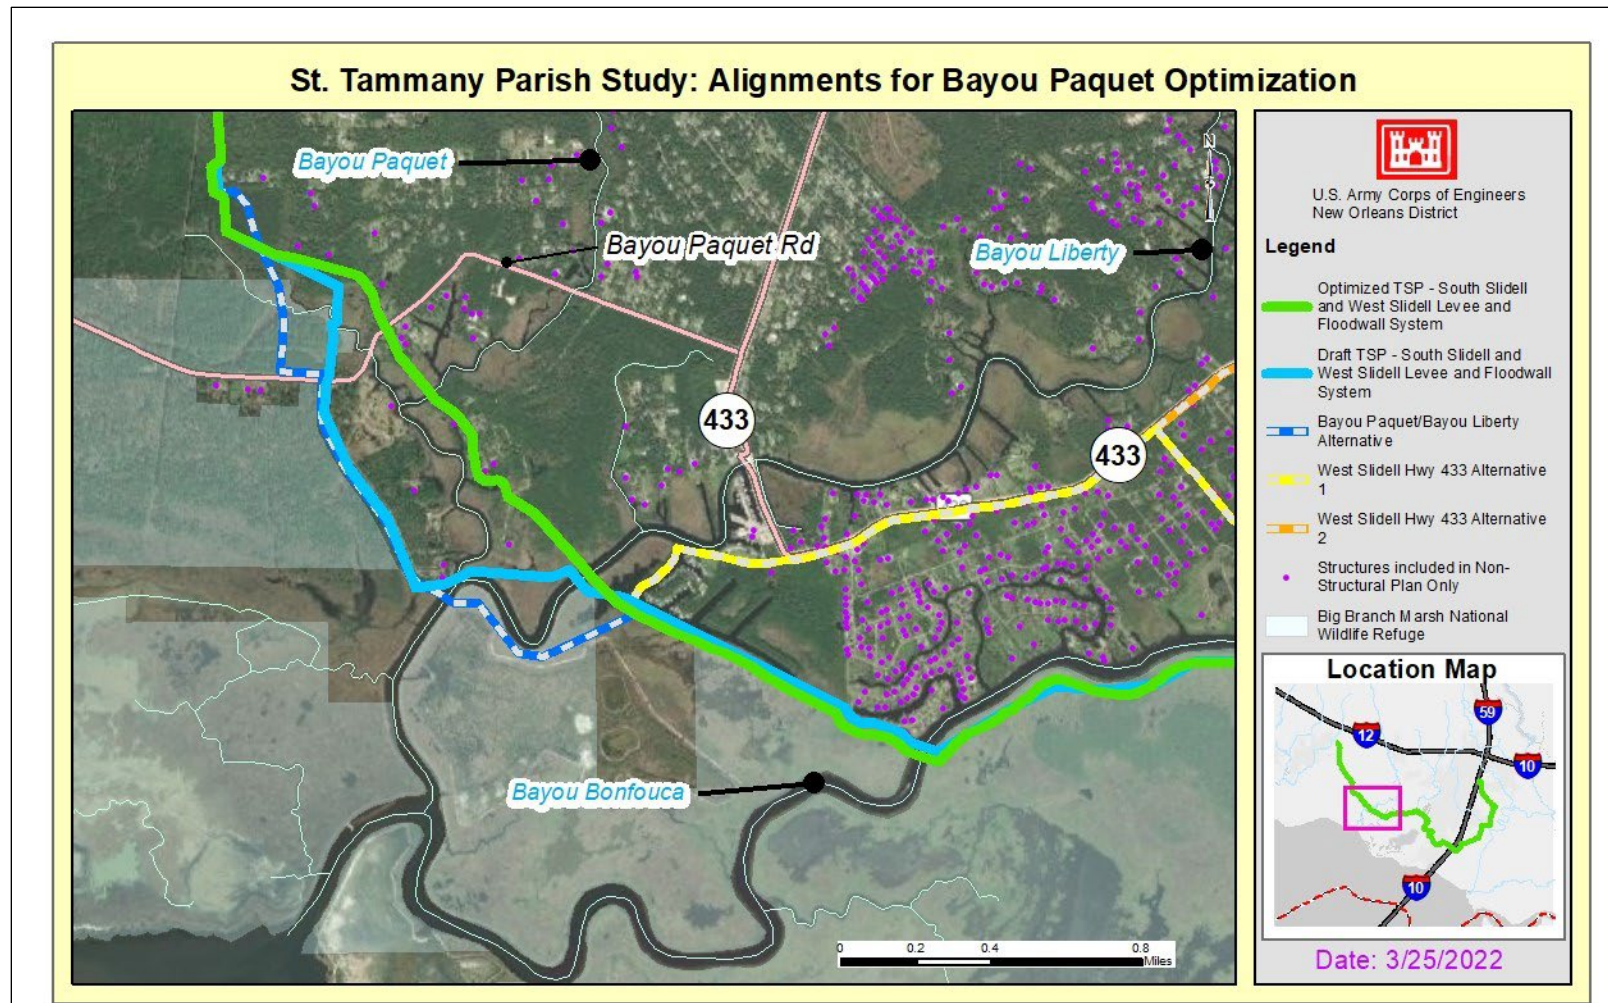 St. Tammany Parish Study: Alignments for Bayou Paquet Optimization
Bayou Paquet
Bayou Paquet Rd
Bayou Liberty
N
433
433
Bayou Bonfouca
0 0.2 0.4 0.8
Miles
U.S. Army Corps of Engineers
New Orleans District
Legend
Optimized TSP - South Slidell
and West Slidell Levee and
Floodwall System
Draft TSP - South Slidell and
West Slidell Levee and Floodwall
System
Bayou Paquet/Bayou Liberty
Alternative
West Slidell Hwy 433 Alternative
1
West Slidell Hwy 433 Alternative
2
Structures included in Non-
Structural Plan Only
Big Branch Marsh National
Wildlife Refuge
Location Map
59
12
10
10
Date: 3/25/2022